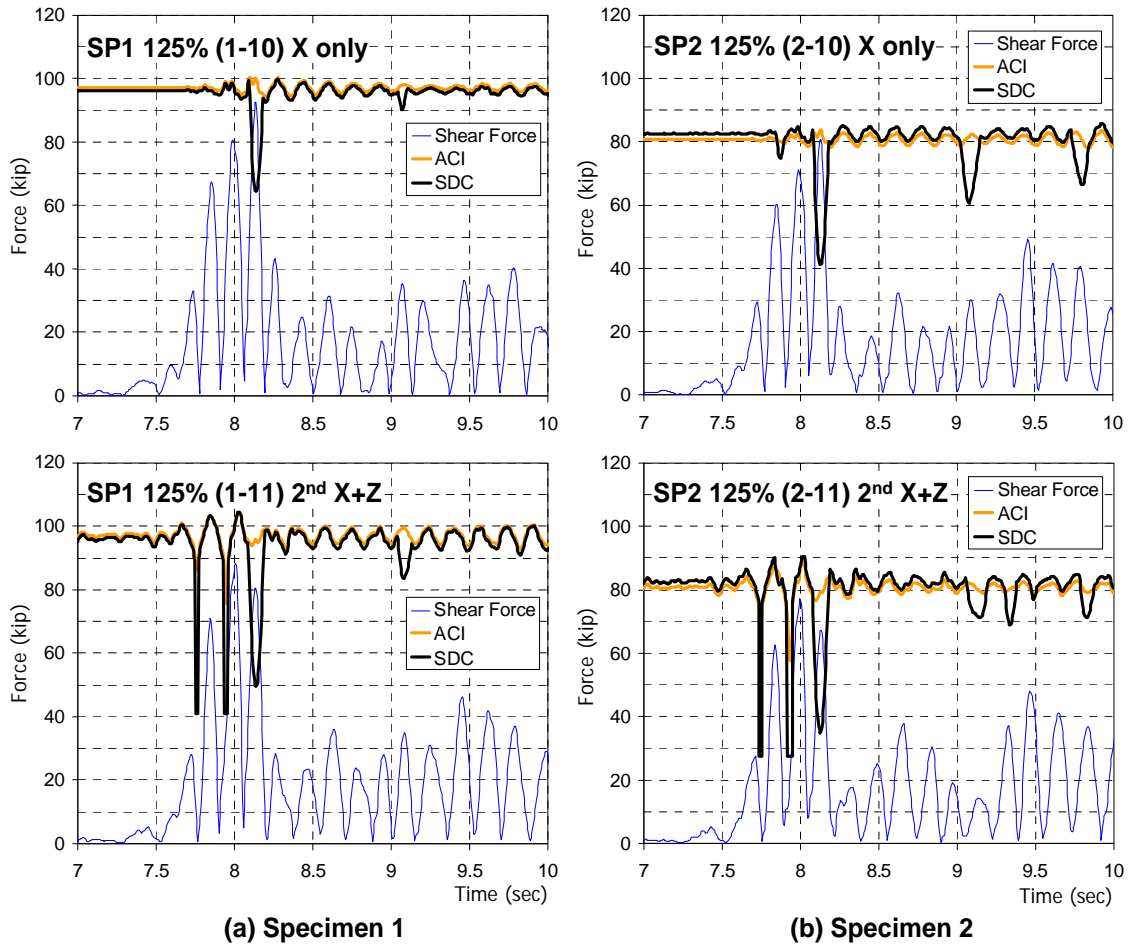 SP1 125% (1-10) X only
120
100
80
60
40
20
0
Force (kip)
Shear Force
ACI
SDC
7 7.5 8 8.5 9 9.5 10
SP2 125% (2-10) X only
120
100
80
60
40
20
0
Force (kip)
Shear Force
ACI
SDC
7 7.5 8 8.5 9 9.5 10
SP1 125% (1-11) 2nd X+Z
120
100
80
60
40
20
0
Force (kip)
Shear Force
ACI
SDC
7 7.5 8 8.5 9 9.5 10
Time (sec)
(a) Specimen 1
SP2 125% (2-11) 2nd X+Z
120
100
80
60
40
20
0
Force (kip)
Shear Force
ACI
SDC
7 7.5 8 8.5 9 9.5 10
Time (sec)
(b) Specimen 2